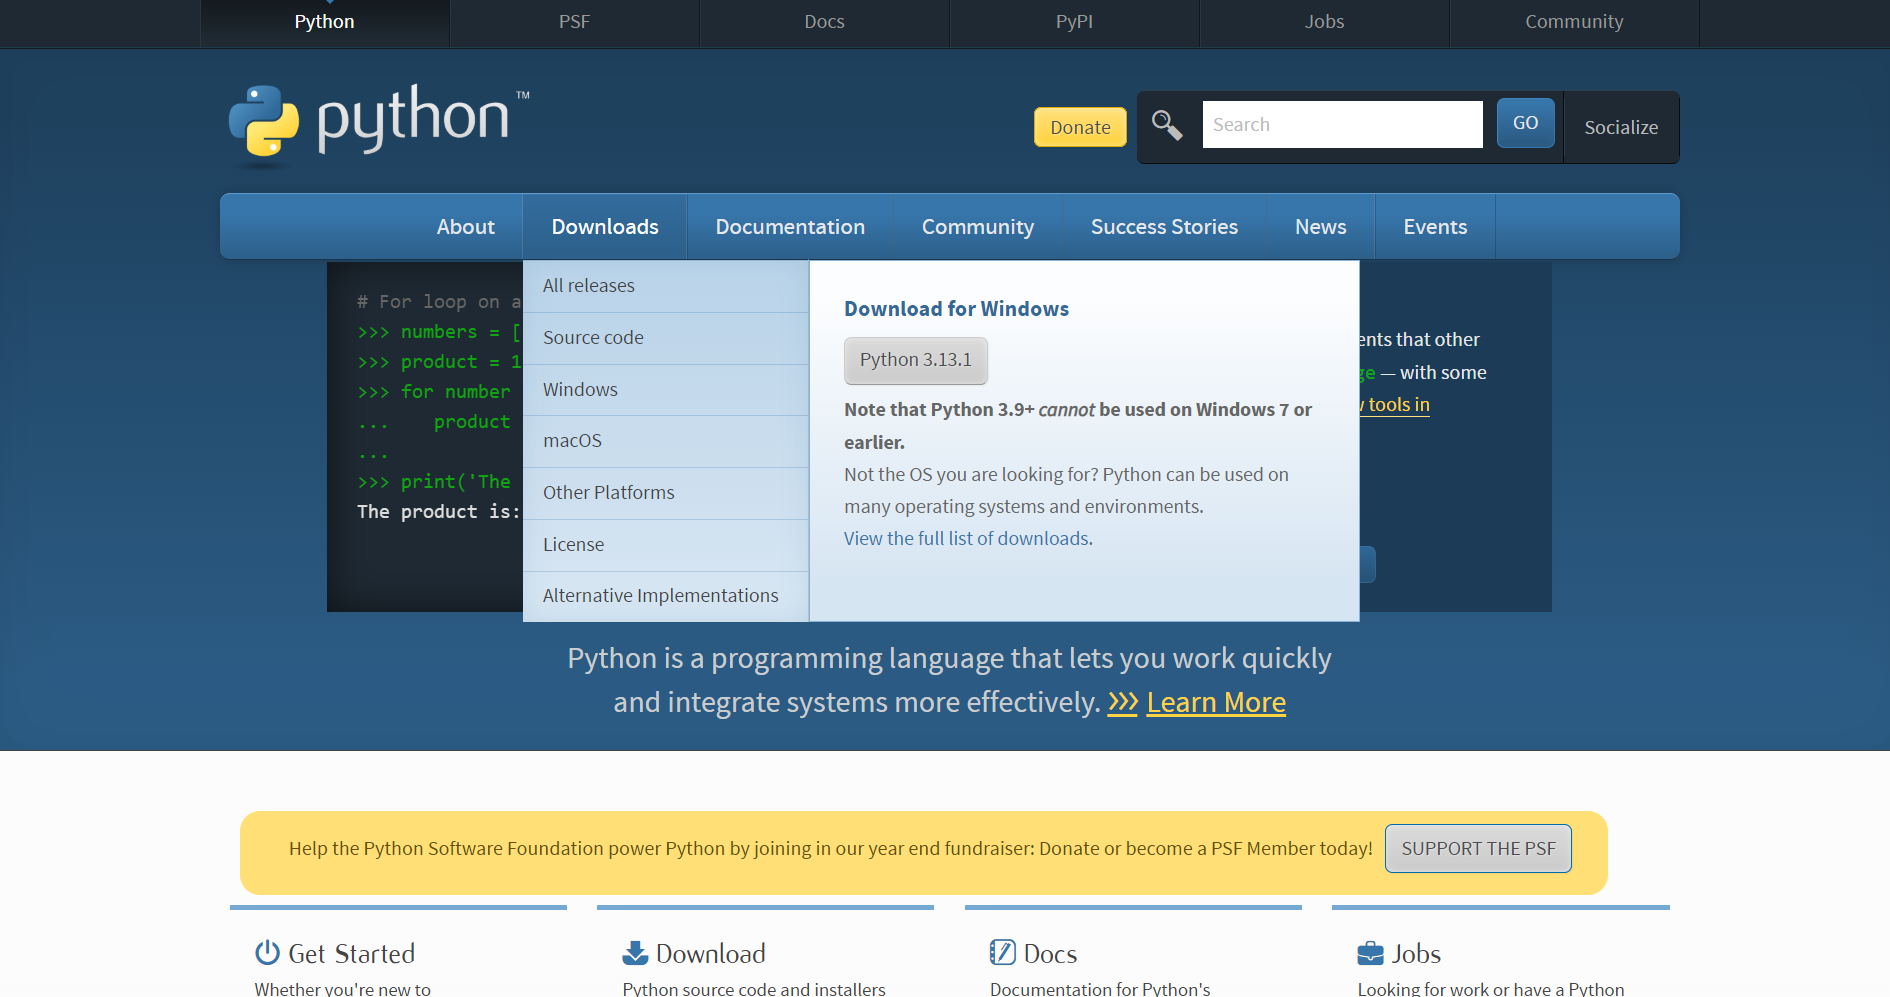 Python
PSF
Docs
PyPI
Jobs
Community
python™
Donate
Search
GO
Socialize
About
Downloads
Documentation
Community
Success Stories
News
Events
# For loop on a
>>> numbers = [
>>> product = 1
>>> for number
...    product
...
>>> print('The
The product is:
All releases
Source code
Windows
macOS
Other Platforms
License
Alternative Implementations
Download for Windows
Python 3.13.1
Note that Python 3.9+ cannot be used on Windows 7 or
earlier.
Not the OS you are looking for? Python can be used on
many operating systems and environments.
View the full list of downloads.
that other
— with some
tools in
Python is a programming language that lets you work quickly
and integrate systems more effectively. >>> Learn More
Help the Python Software Foundation power Python by joining in our year end fundraiser: Donate or become a PSF Member today!
SUPPORT THE PSF
Get Started
Whether you're new to
Download
Python source code and installers
Docs
Documentation for Python's
Jobs
Looking for work or have a Python